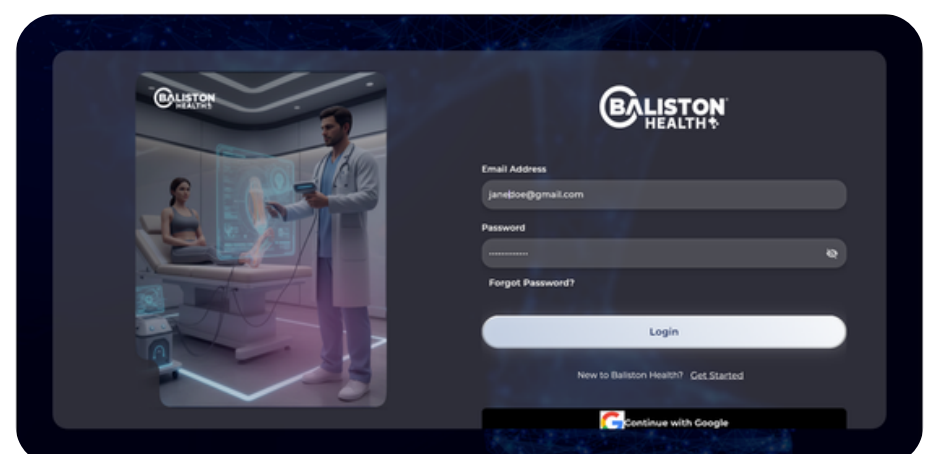 BALISTON
HEALTH
BALISTON
HEALTH
Email Address
janedoe@gmail.com
Password
Forgot Password?
Login
New to Baliston Health? Get Started
Continue with Google